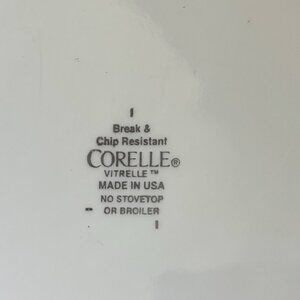 Break &
Chip Resistant
CORELLE®
VITRELLE™
MADE IN USA
NO STOVETOP
OR BROILER